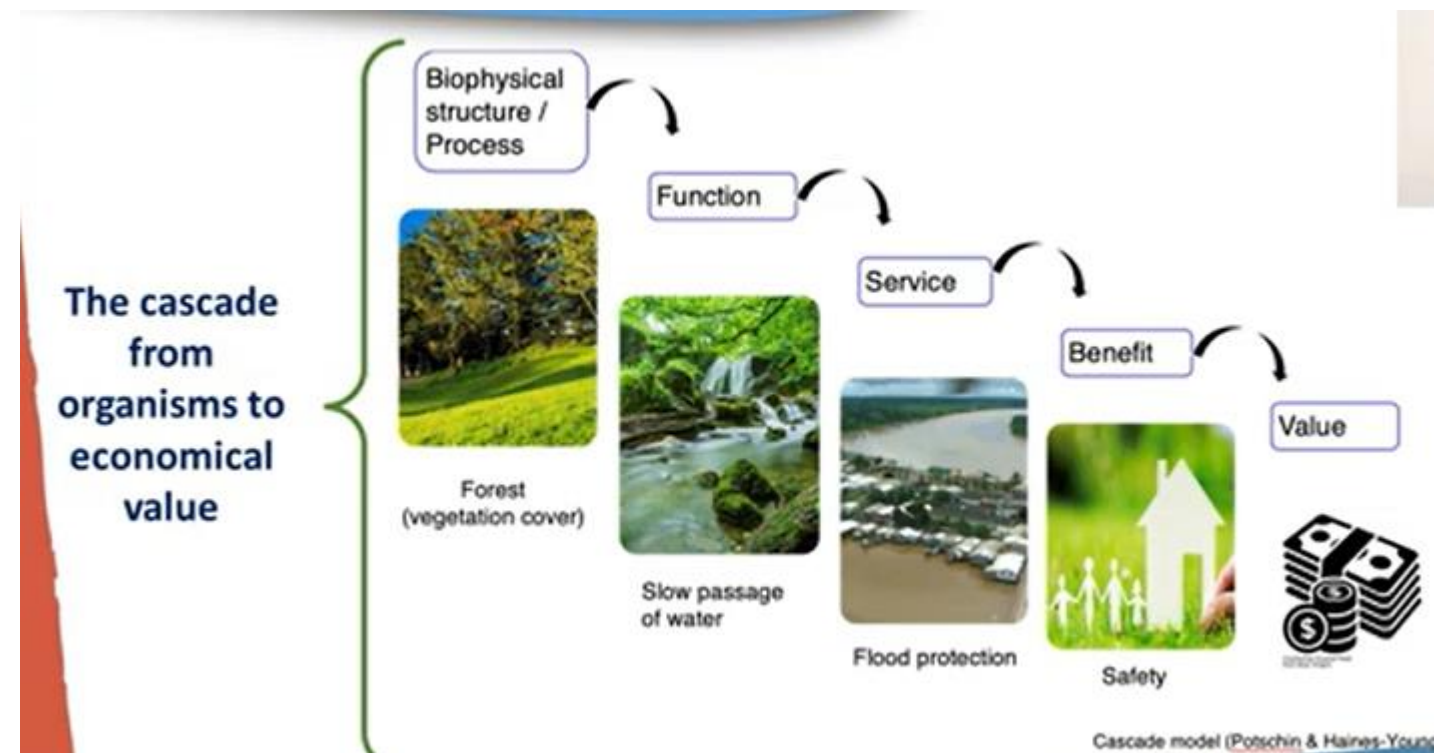 Biophysical
structure /
Process
Function
Service
Benefit
Value
The cascade
from
organisms to
economical
value
Forest
(vegetation cover)
Slow passage
of water
Flood protection
Safety
Cascade model (Potschin & Haines-Young